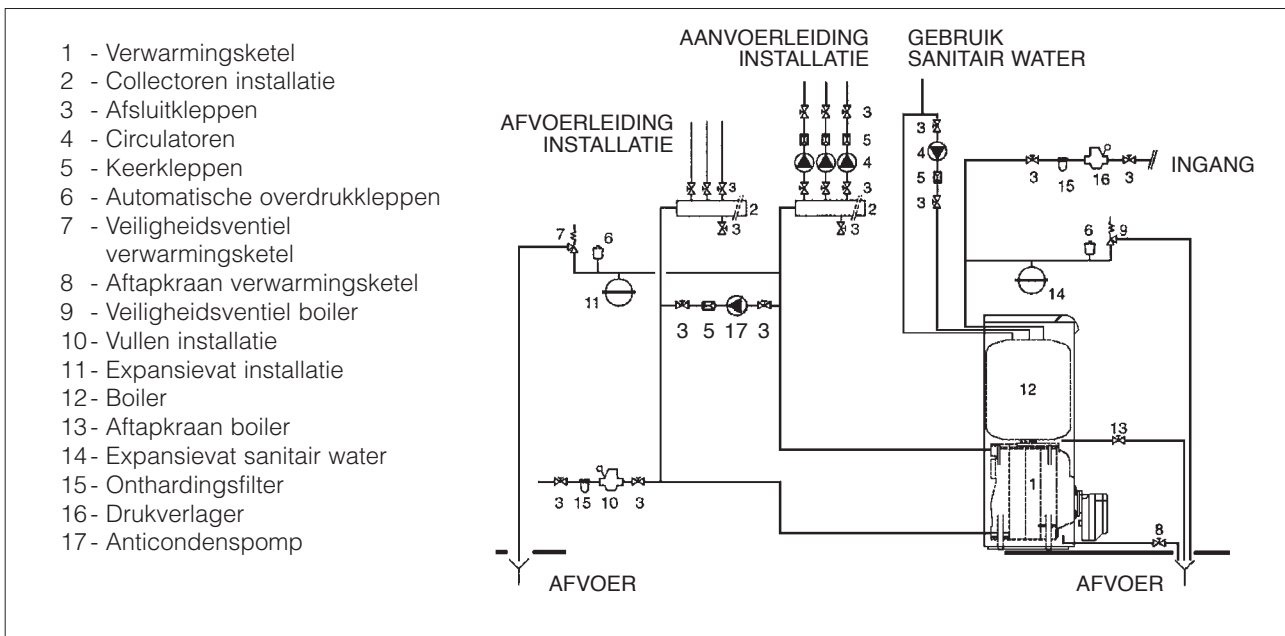 1 - Verwarmingsketel
2 - Collectoren installatie
3 - Afsluitkleppen
4 - Circulatoren
5 - Keerkleppen
6 - Automatische overdrukkleppen
7 - Veiligheidsventiel
verwarmingsketel
8 - Aftapkraan verwarmingsketel
9 - Veiligheidsventiel boiler
10 - Vullen installatie
11 - Expansievat installatie
12 - Boiler
13 - Aftapkraan boiler
14 - Expansievat sanitair water
15 - Onthardingsfilter
16 - Drukverlager
17 - Anticondenspomp
AANVOERLEIDING
INSTALLATIE
GEBRUIK
SANITAIR WATER
AFVOERLEIDING
INSTALLATIE
3
5
4
3
2
3
3
2
3
3
4
5
3
3 15 16 3
INGANG
7
6
11
6
9
14
3 5 17 3
12
13
1
3 15 10 3
8
AFVOER
AFVOER